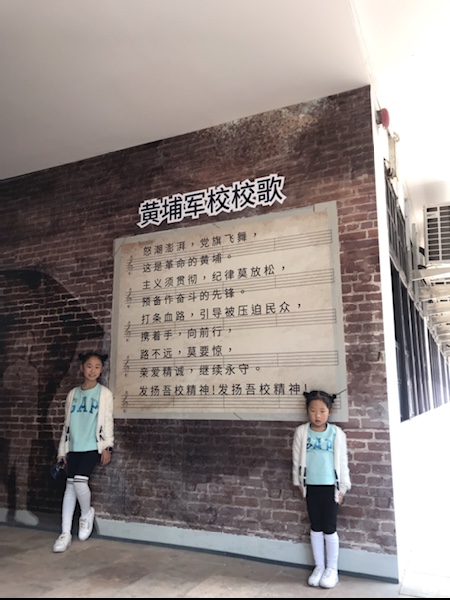 黄埔军校校歌
怒潮澎湃，党旗飞舞，
这是革命的黄埔。
主义须贯彻，纪律莫放松，
预备作奋斗的先锋。
打条血路，引导被压迫民众，
携着手，向前行，
路不远，莫要惊，
亲爱精诚，继续永守。
发扬吾校精神！发扬吾校精神！
GAP
GAP